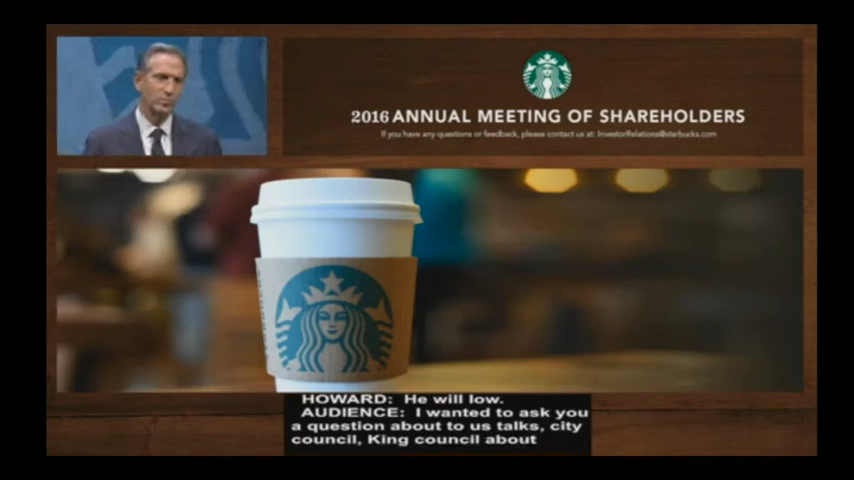 2016 ANNUAL MEETING OF SHAREHOLDERS
If you have any questions or feedback, please contact us at: InvestorRelations@starbucks.com
HOWARD: He will low.
AUDIENCE: I wanted to ask you
a question about to us talks, city
council, King council about